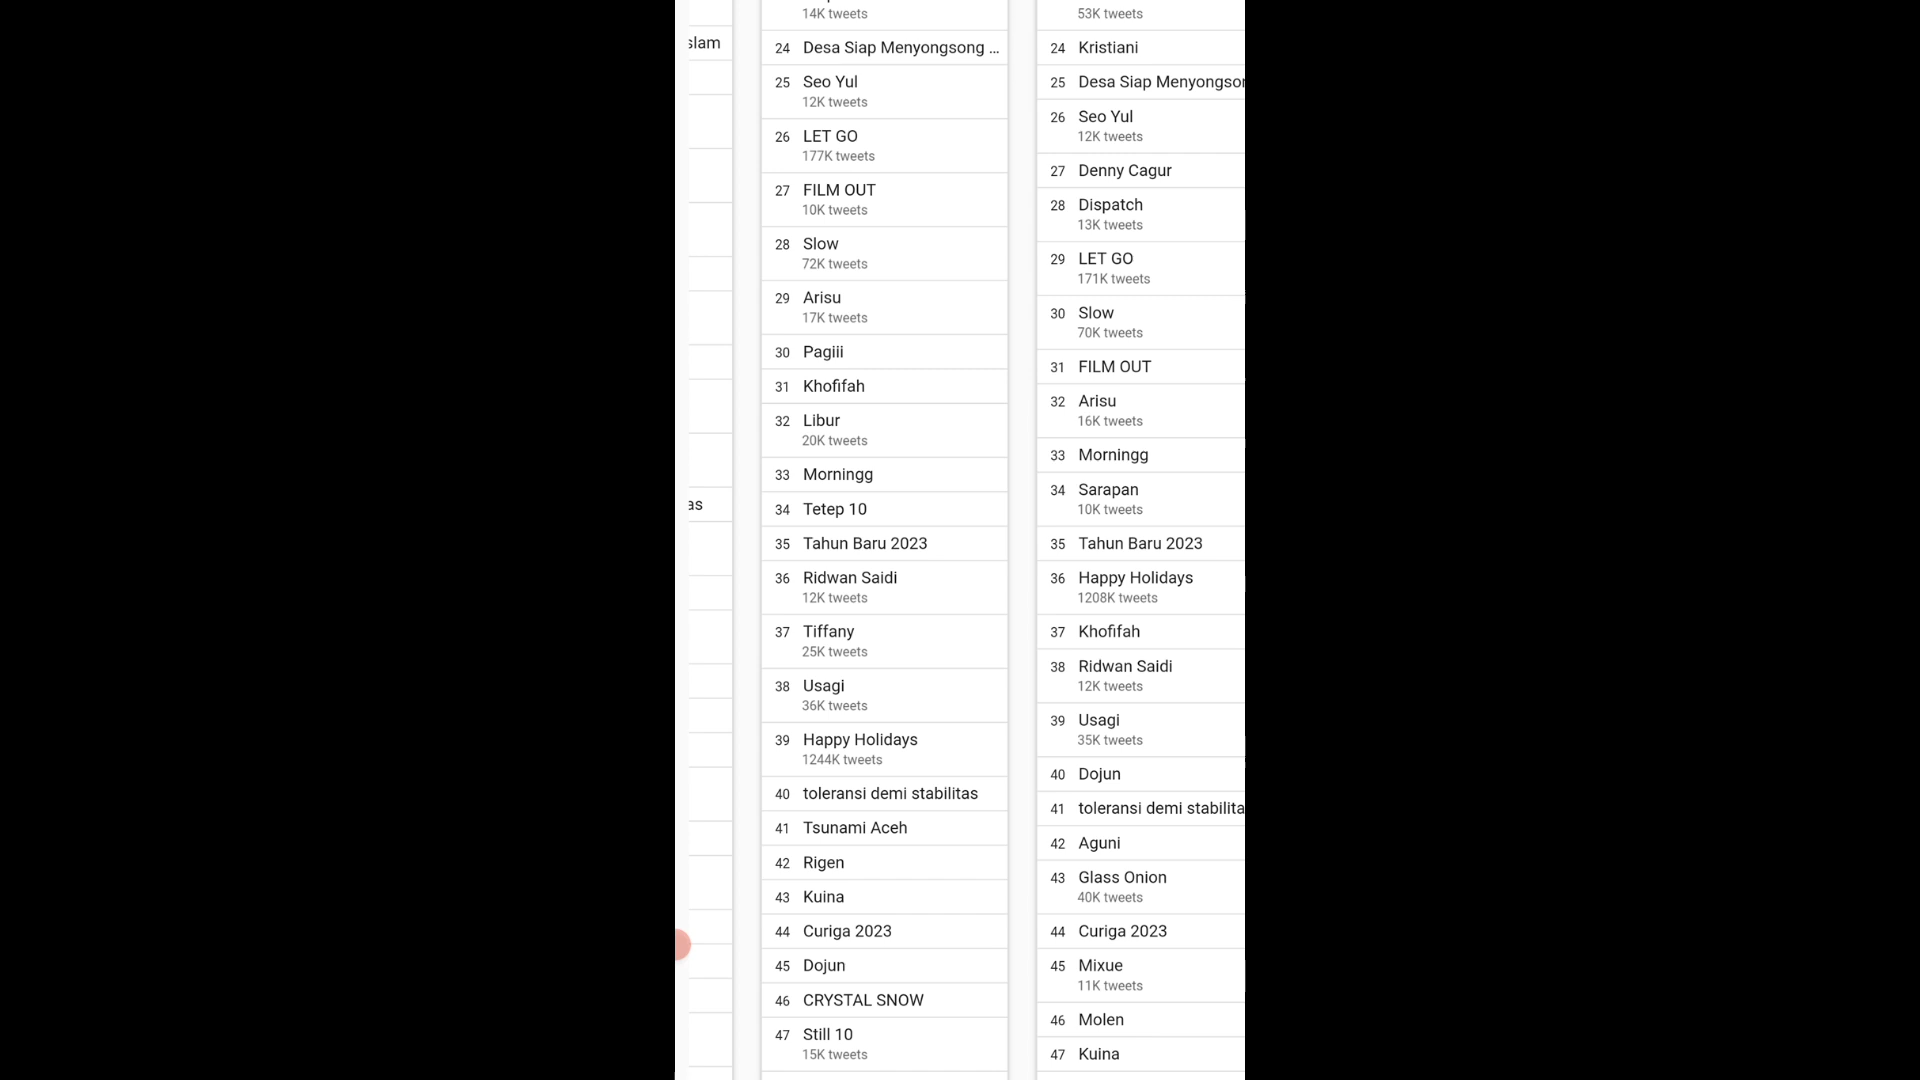 slam
as
14K tweets
24 Desa Siap Menyongsong ...
25 Seo Yul
12K tweets
26 LET GO
177K tweets
27 FILM OUT
10K tweets
28 Slow
72K tweets
29 Arisu
17K tweets
30 Pagiii
31 Khofifah
32 Libur
20K tweets
33 Morningg
34 Tetep 10
35 Tahun Baru 2023
36 Ridwan Saidi
12K tweets
37 Tiffany
25K tweets
38 Usagi
36K tweets
39 Happy Holidays
1244K tweets
40 toleransi demi stabilitas
41 Tsunami Aceh
42 Rigen
43 Kuina
44 Curiga 2023
45 Dojun
46 CRYSTAL SNOW
47 Still 10
15K tweets
53K tweets
24 Kristiani
25 Desa Siap Menyongsor
26 Seo Yul
12K tweets
27 Denny Cagur
28 Dispatch
13K tweets
29 LET GO
171K tweets
30 Slow
70K tweets
31 FILM OUT
32 Arisu
16K tweets
33 Morningg
34 Sarapan
10K tweets
35 Tahun Baru 2023
36 Happy Holidays
1208K tweets
37 Khofifah
38 Ridwan Saidi
12K tweets
39 Usagi
35K tweets
40 Dojun
41 toleransi demi stabilita
42 Aguni
43 Glass Onion
40K tweets
44 Curiga 2023
45 Mixue
11K tweets
46 Molen
47 Kuina